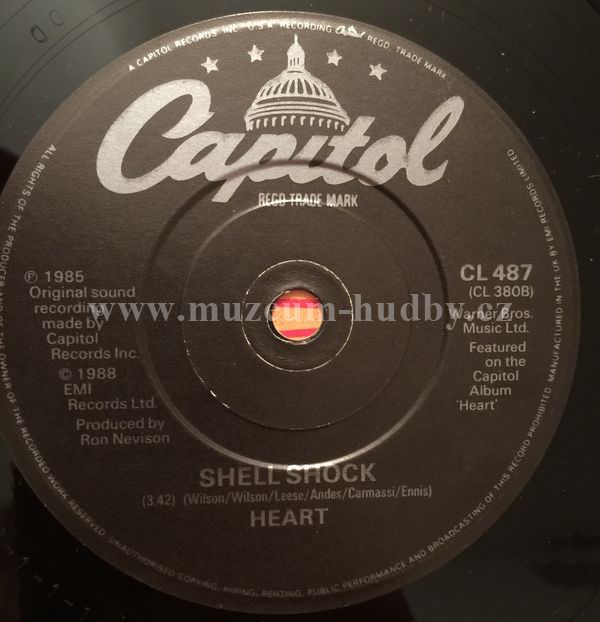 A CAPITOL RECORDS INC. U·S·A· RECORDING REGD. TRADE MARK
Capitol
REGD TRADE MARK
ALL RIGHTS OF THE PRODUCER AND OF THE OWNER OF THE RECORDED WORK RESERVED. UNAUTHORISED COPYING, HIRING, RENTING, PUBLIC PERFORMANCE AND BROADCASTING OF THIS RECORD PROHIBITED. MANUFACTURED IN THE UK BY EMI RECORDS LIMITED
℗ 1985
Original sound
recording
made by
Capitol
Records Inc.
© 1988
EMI
Records Ltd.
Produced by
Ron Nevison
CL 487
(CL 380B)
Warner Bros.
Music Ltd.
Featured
on the
Capitol
Album
'Heart'
www.muzeum-hudby.cz
SHELL SHOCK
(3.42) (Wilson/Wilson/Leese/Andes/Carmassi/Ennis)
HEART